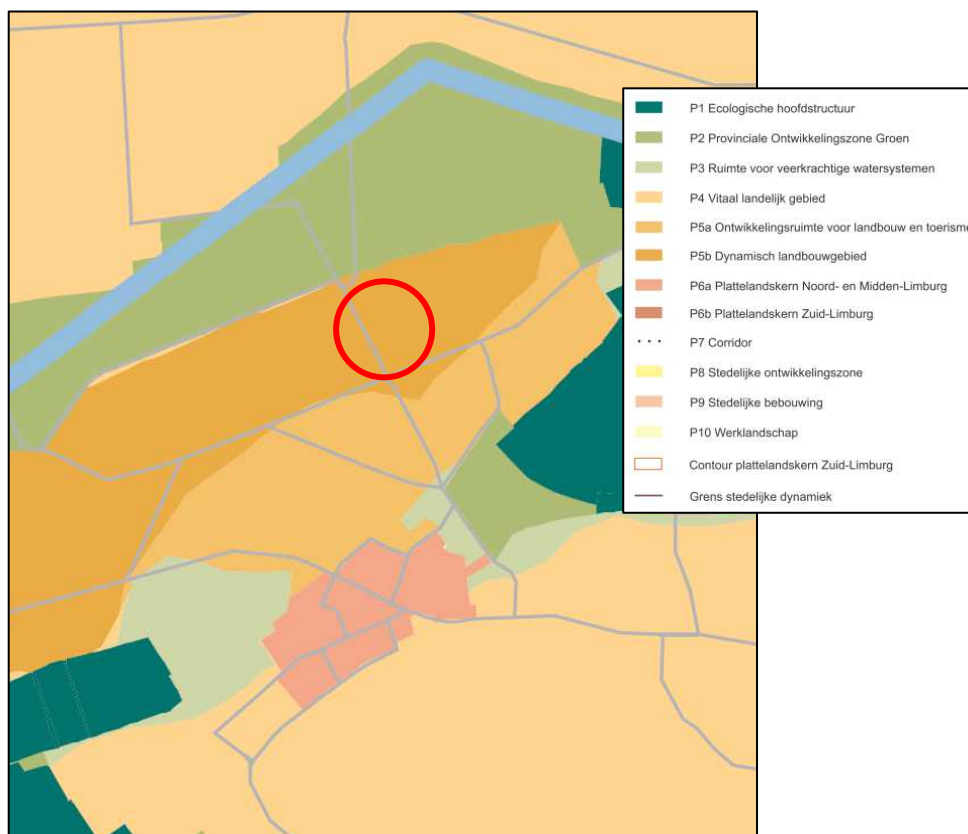 P1 Ecologische hoofdstructuur
P2 Provinciale Ontwikkelingszone Groen
P3 Ruimte voor veerkrachtige watersystemen
P4 Vitaal landelijk gebied
P5a Ontwikkelingsruimte voor landbouw en toerisme
P5b Dynamisch landbouwgebied
P6a Plattelandskern Noord- en Midden-Limburg
P6b Plattelandskern Zuid-Limburg
P7 Corridor
P8 Stedelijke ontwikkelingszone
P9 Stedelijke bebouwing
P10 Werklandschap
Contour plattelandskern Zuid-Limburg
Grens stedelijke dynamiek